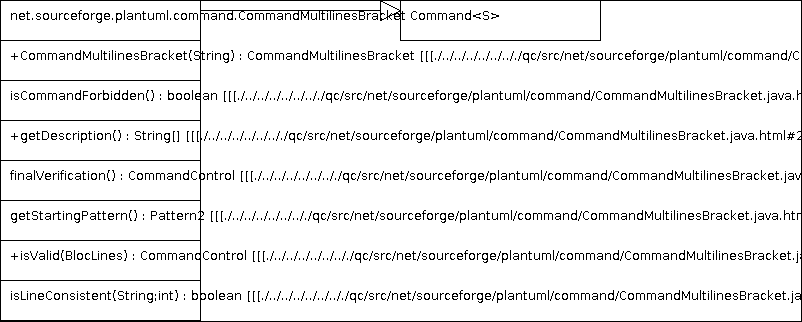 net.sourceforge.plantuml.command.CommandMultilinesBracket Command<S>
+CommandMultilinesBracket(String) : CommandMultilinesBracket [[[./../../../../../../../qc/src/net/sourceforge/plantuml/command/C
isCommandForbidden() : boolean [[[./../../../../../../../qc/src/net/sourceforge/plantuml/command/CommandMultilinesBracket.java.h
+getDescription() : String[] [[[./../../../../../../../qc/src/net/sourceforge/plantuml/command/CommandMultilinesBracket.java.html#2
finalVerification() : CommandControl [[[./../../../../../../../qc/src/net/sourceforge/plantuml/command/CommandMultilinesBracket.jav
getStartingPattern() : Pattern2 [[[./../../../../../../../qc/src/net/sourceforge/plantuml/command/CommandMultilinesBracket.java.htm
+isValid(BlocLines) : CommandControl [[[./../../../../../../../qc/src/net/sourceforge/plantuml/command/CommandMultilinesBracket.ja
isLineConsistent(String;int) : boolean [[[./../../../../../../../qc/src/net/sourceforge/plantuml/command/CommandMultilinesBracket.ja